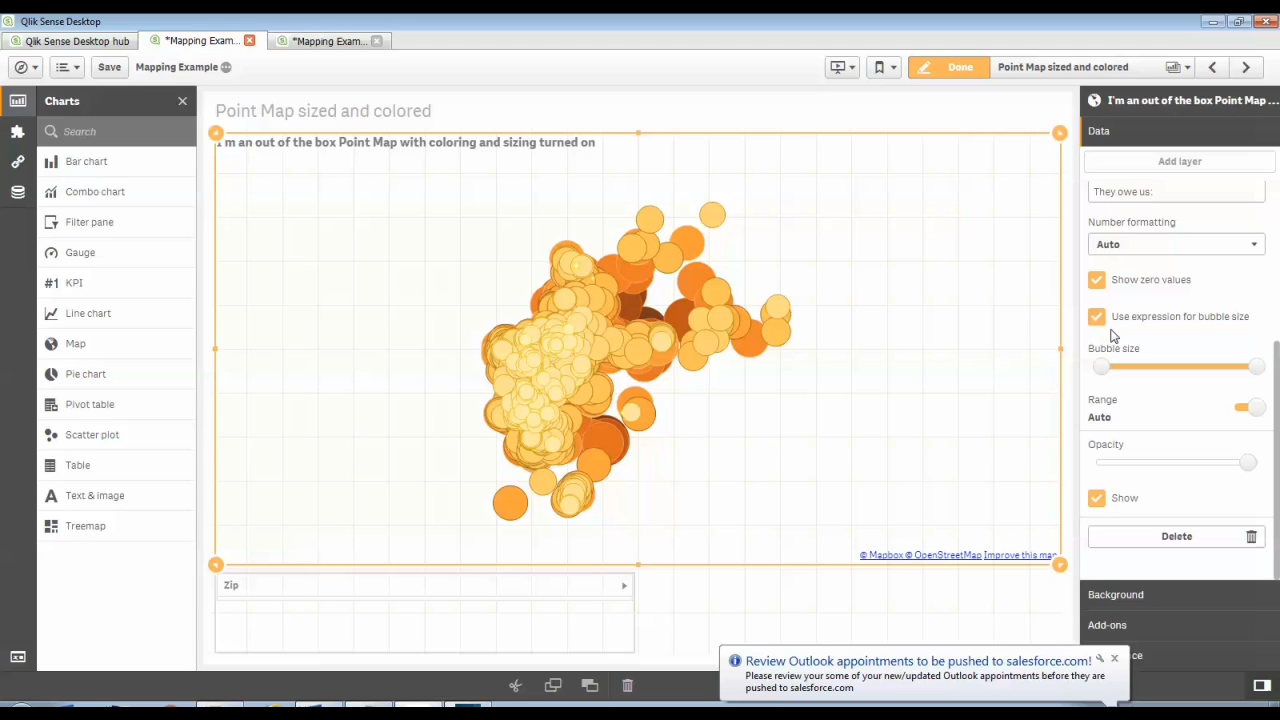 Qlik Sense Desktop
Qlik Sense Desktop hub
*Mapping Exam...
*Mapping Exam...
Save
Mapping Example
Done
Point Map sized and colored
Charts
Search
Bar chart
Combo chart
Filter pane
Gauge
#1 KPI
Line chart
Map
Pie chart
Pivot table
Scatter plot
Table
Text & image
Treemap
Point Map sized and colored
I'm an out of the box Point Map with coloring and sizing turned on
© Mapbox © OpenStreetMap Improve this map
Zip
I'm an out of the box Point Map ...
Data
Add layer
They owe us:
Number formatting
Auto
Show zero values
Use expression for bubble size
Bubble size
Range
Auto
Opacity
Show
Delete
Background
Add-ons
Review Outlook appointments to be pushed to salesforce.com!
Please review your some of your new/updated Outlook appointments before they are
pushed to salesforce.com